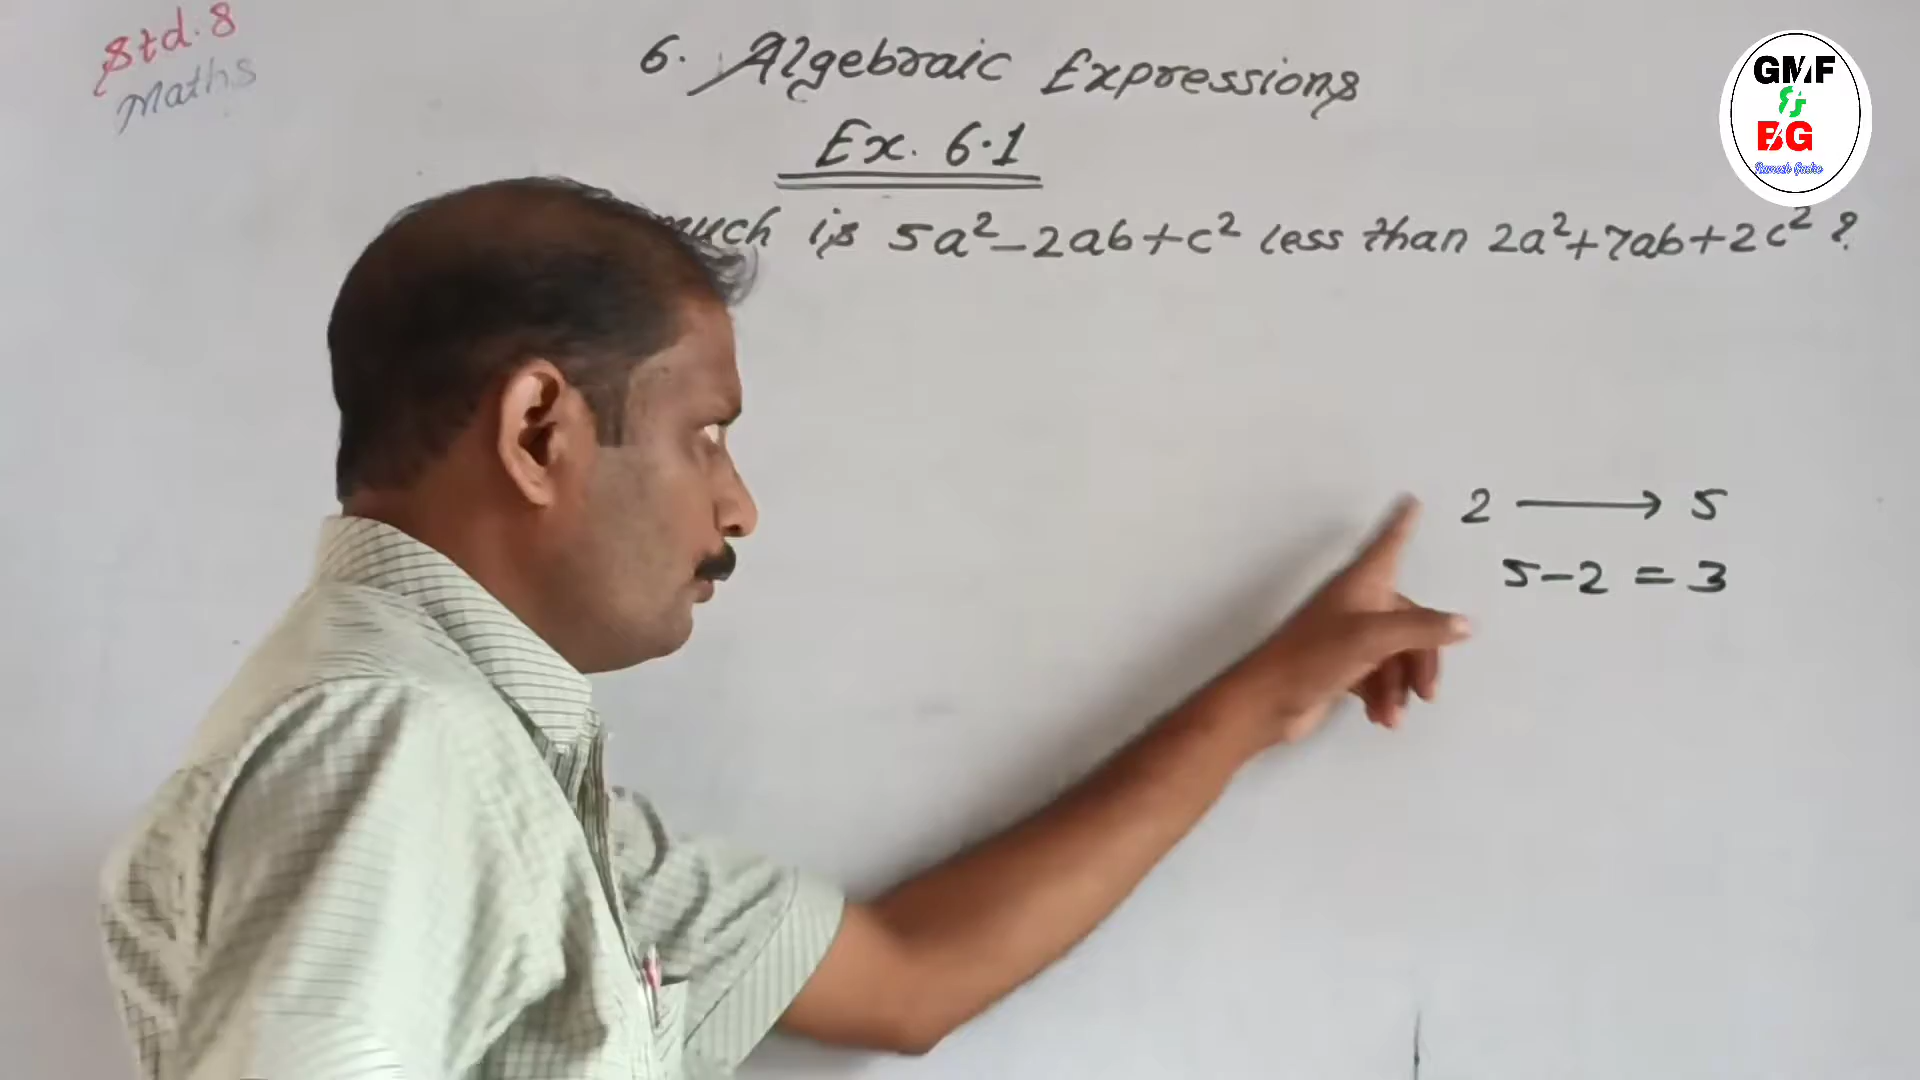 Std. 8
Maths
6. Algebraic Expressions
Ex. 6.1
much is 5a²-2ab+c² less than 2a²+7ab+2c² ?
2 → 5
5-2 = 3
GMF
&
BG